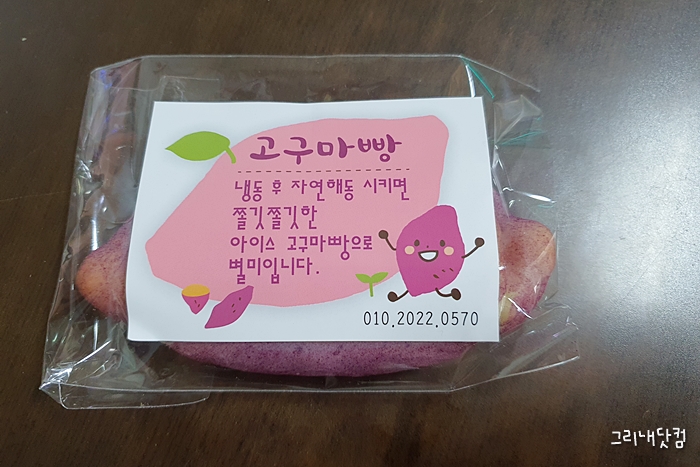 고구마빵
냉동 후 자연해동 시키면
쫄깃쫄깃한
아이스 고구마빵으로
별미입니다.
010.2022.0570
그리내닷컴